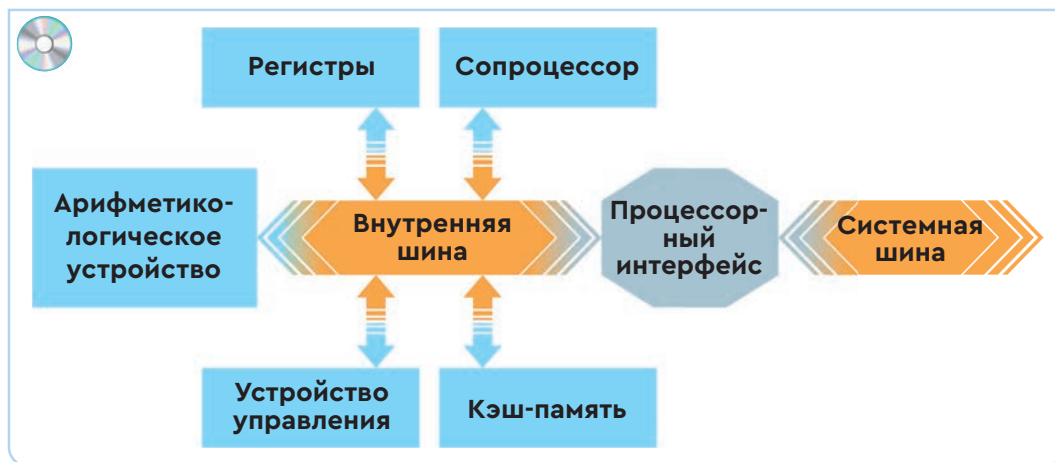 Регистры
Сопроцессор
Арифметико-
логическое
устройство
Внутренняя
шина
Процессор-
ный
интерфейс
Системная
шина
Устройство
управления
Кэш-память